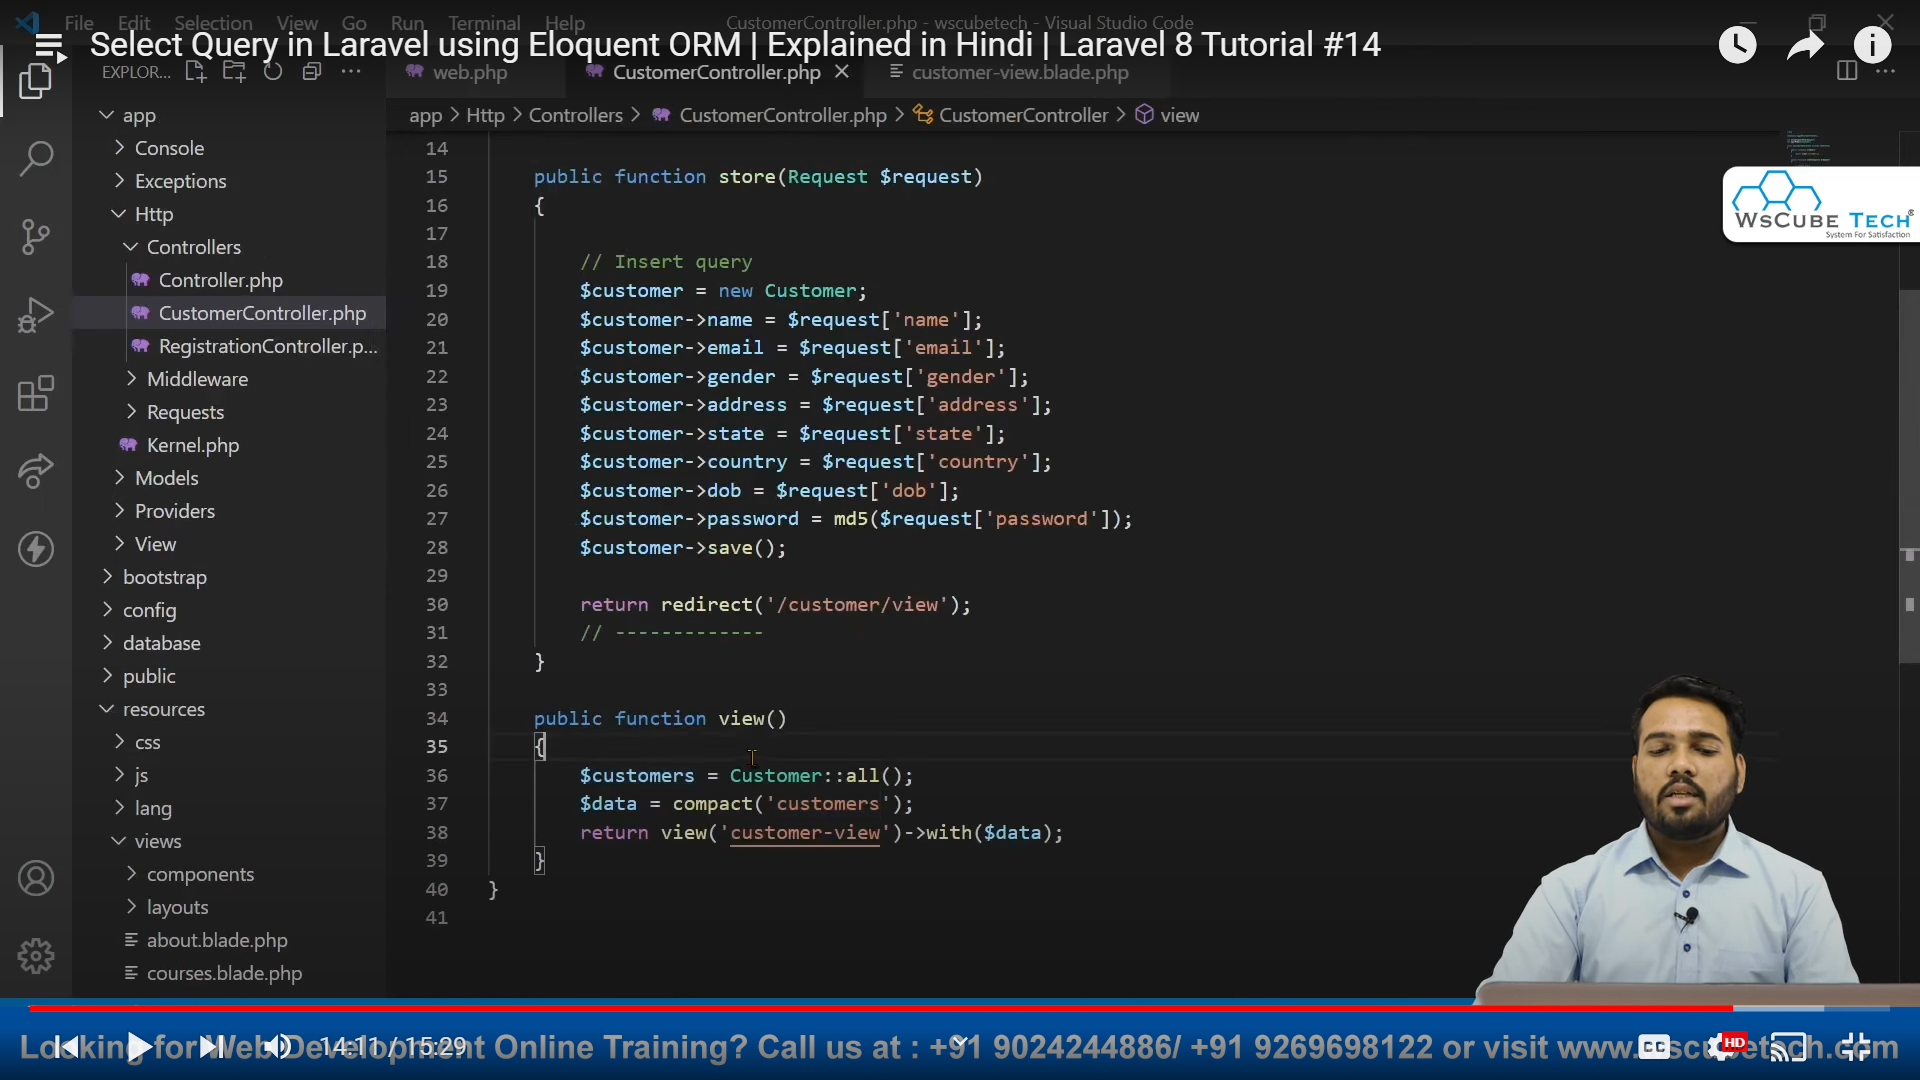 File Edit Selection View Go Run Terminal Help CustomerController.php - wscubetech - Visual Studio Code
Select Query in Laravel using Eloquent ORM | Explained in Hindi | Laravel 8 Tutorial #14
EXPLOR... web.php CustomerController.php customer-view.blade.php
app > Http > Controllers > CustomerController.php > CustomerController > view
app
Console
Exceptions
Http
Controllers
Controller.php
CustomerController.php
RegistrationController.p...
Middleware
Requests
Kernel.php
Models
Providers
View
bootstrap
config
database
public
resources
css
js
lang
views
components
layouts
about.blade.php
courses.blade.php
14
15 public function store(Request $request)
16 {
17
18 // Insert query
19 $customer = new Customer;
20 $customer->name = $request['name'];
21 $customer->email = $request['email'];
22 $customer->gender = $request['gender'];
23 $customer->address = $request['address'];
24 $customer->state = $request['state'];
25 $customer->country = $request['country'];
26 $customer->dob = $request['dob'];
27 $customer->password = md5($request['password']);
28 $customer->save();
29
30 return redirect('/customer/view');
31 // -------------
32 }
33
34 public function view()
35 {
36 $customers = Customer::all();
37 $data = compact('customers');
38 return view('customer-view')->with($data);
39 }
40 }
41
WsCube Tech®
System For Satisfaction
Looking for Web Development Online Training? Call us at : +91 9024244886/ +91 9269698122 or visit www.wscubetech.com
14:11 / 15:29
CC
HD